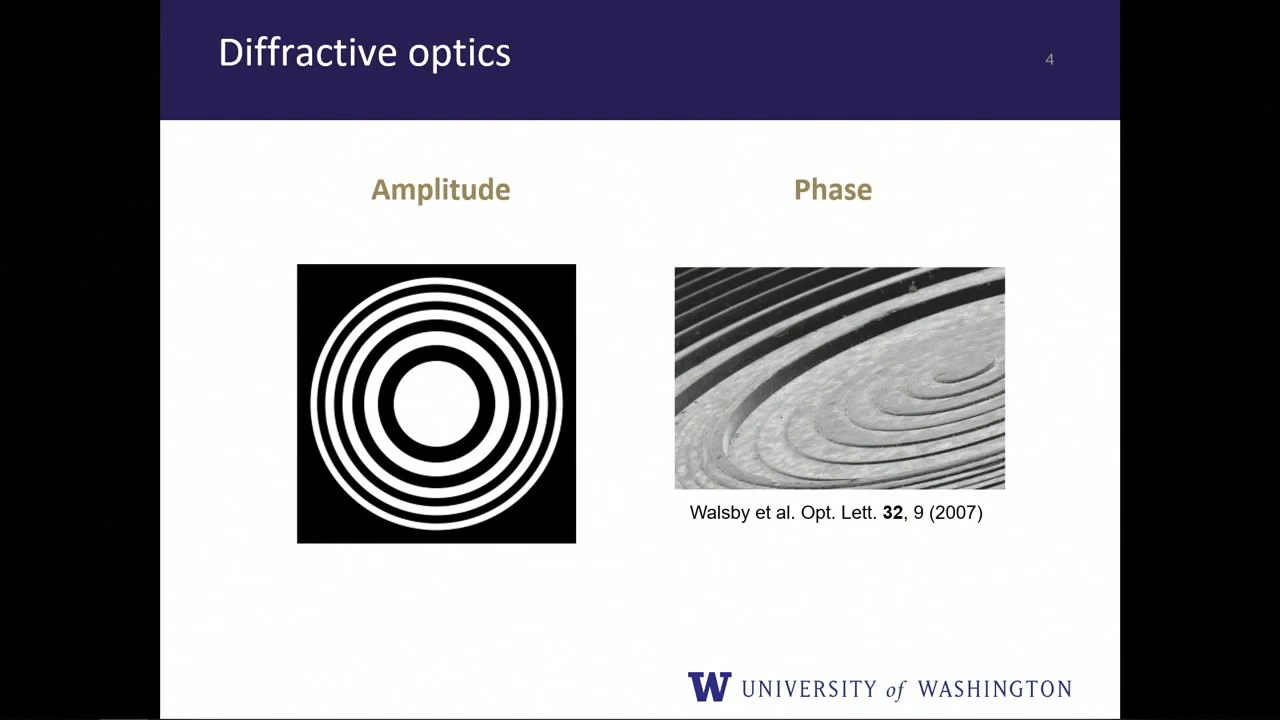 Diffractive optics
4
Amplitude
Phase
Walsby et al. Opt. Lett. 32, 9 (2007)
W UNIVERSITY of WASHINGTON